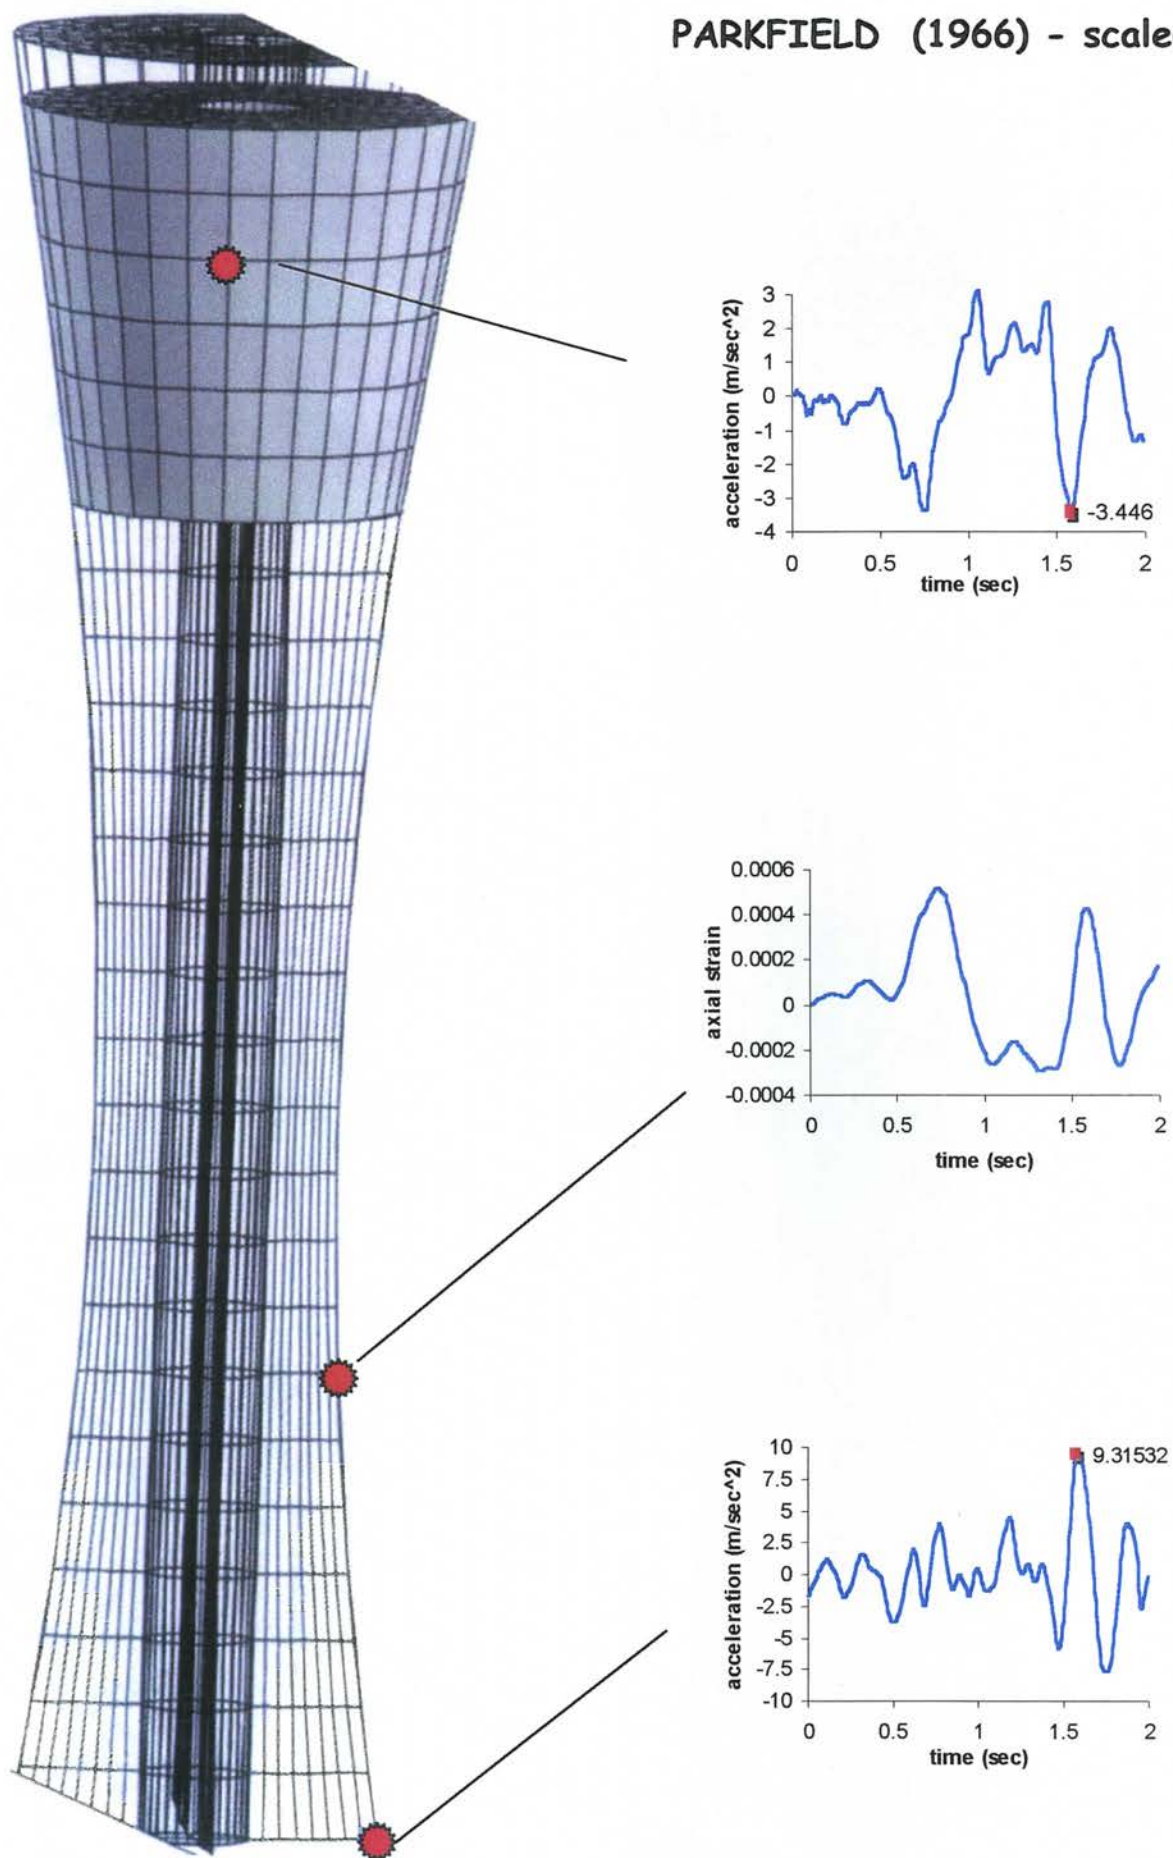 PARKFIELD (1966) - scale
acceleration (m/sec^2)
3
2
1
0
-1
-2
-3
-4
-3.446
0 0.5 1 1.5 2
time (sec)
axial strain
0.0006
0.0004
0.0002
0
-0.0002
-0.0004
0 0.5 1 1.5 2
time (sec)
acceleration (m/sec^2)
10
7.5
5
2.5
0
-2.5
-5
-7.5
-10
9.31532
0 0.5 1 1.5 2
time (sec)